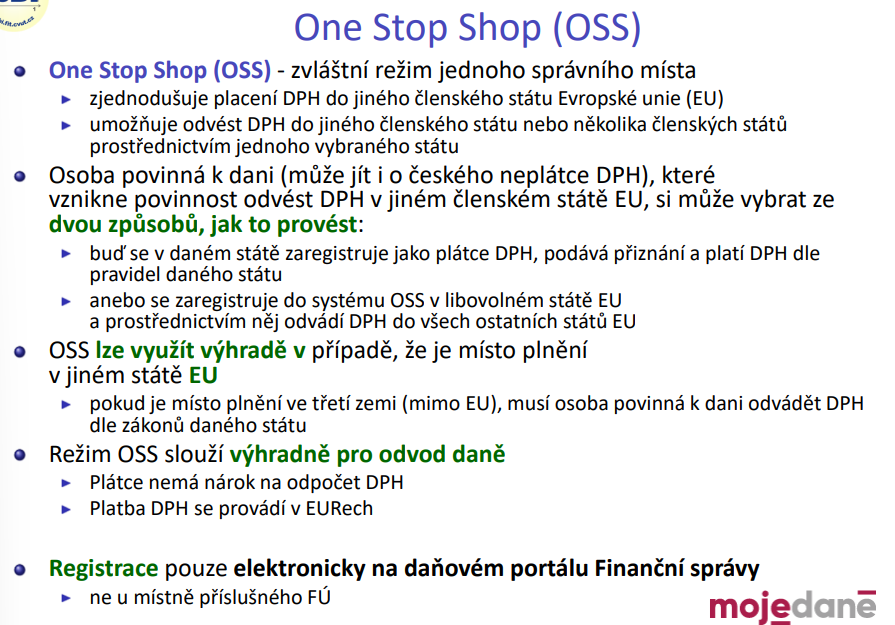 One Stop Shop (OSS)
One Stop Shop (OSS) - zvláštní režim jednoho správního místa
zjednodušuje placení DPH do jiného členského státu Evropské unie (EU)
umožňuje odvést DPH do jiného členského státu nebo několika členských států
prostřednictvím jednoho vybraného státu
Osoba povinná k dani (může jít i o českého neplátce DPH), které
vznikne povinnost odvést DPH v jiném členském státě EU, si může vybrat ze
dvou způsobů, jak to provést:
buď se v daném státě zaregistruje jako plátce DPH, podává přiznání a platí DPH dle
pravidel daného státu
anebo se zaregistruje do systému OSS v libovolném státě EU
a prostřednictvím něj odvádí DPH do všech ostatních států EU
OSS lze využít výhradě v případě, že je místo plnění
v jiném státě EU
pokud je místo plnění ve třetí zemi (mimo EU), musí osoba povinná k dani odvádět DPH
dle zákonů daného státu
Režim OSS slouží výhradně pro odvod daně
Plátce nemá nárok na odpočet DPH
Platba DPH se provádí v EURech
Registrace pouze elektronicky na daňovém portálu Finanční správy
ne u místně příslušného FÚ
mojedaně